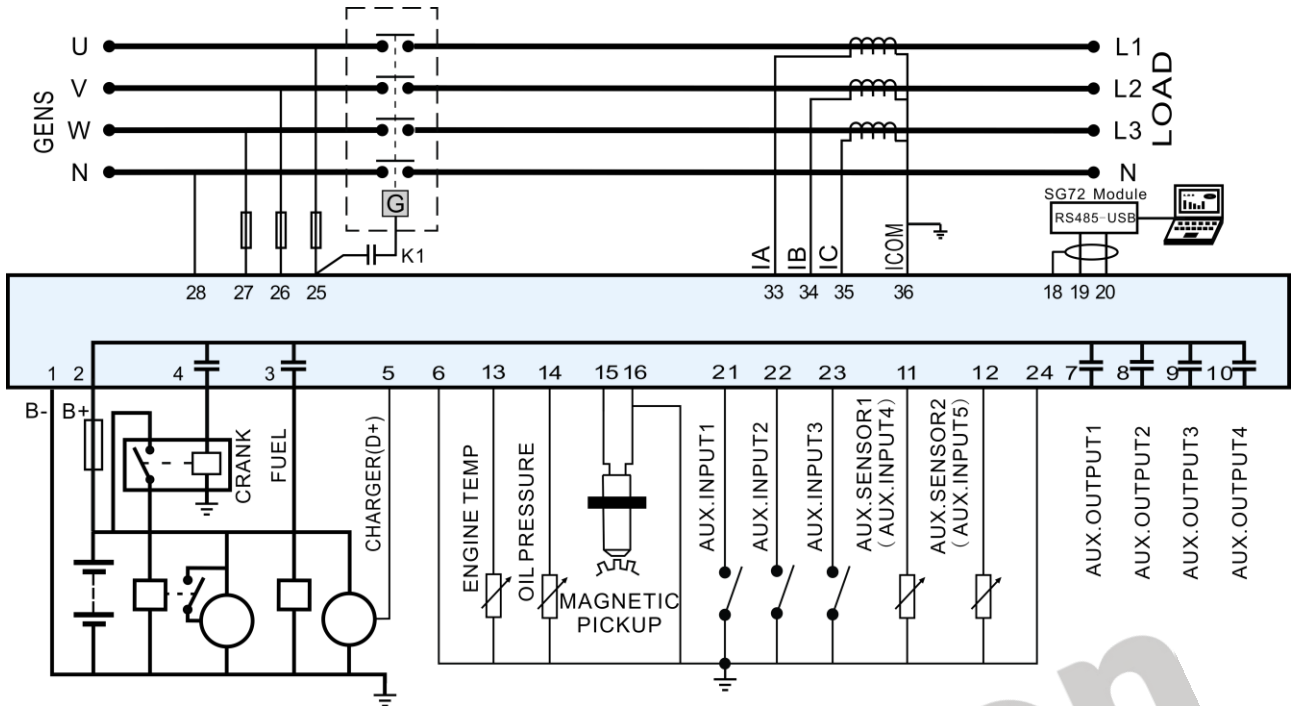 U
V
W
N
GENS
G
K1
L1
L2
L3
N
LOAD
SG72 Module
RS485-USB
IA
IB
IC
ICOM
28
27
26
25
33
34
35
36
18
19
20
1
2
4
3
5
6
13
14
15
16
21
22
23
11
12
24
7
8
9
10
B-
B+
CRANK
FUEL
CHARGER(D+)
ENGINE TEMP
OIL PRESSURE
MAGNETIC
PICKUP
AUX.INPUT1
AUX.INPUT2
AUX.INPUT3
AUX.SENSOR1
(AUX.INPUT4)
AUX.SENSOR2
(AUX.INPUT5)
AUX.OUTPUT1
AUX.OUTPUT2
AUX.OUTPUT3
AUX.OUTPUT4